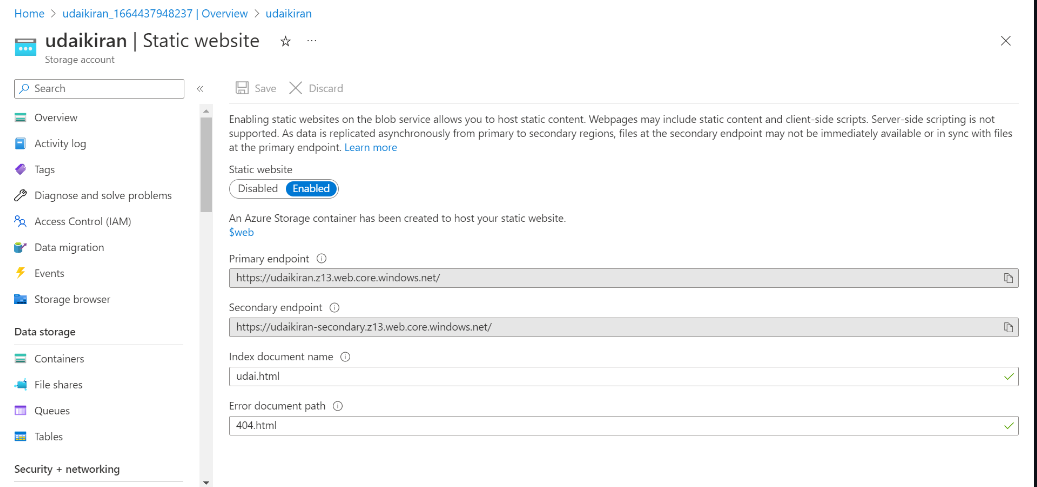 Home > udaikiran_1664437948237 | Overview > udaikiran
udaikiran | Static website
Storage account
Search
Overview
Activity log
Tags
Diagnose and solve problems
Access Control (IAM)
Data migration
Events
Storage browser
Data storage
Containers
File shares
Queues
Tables
Security + networking
Save Discard
Enabling static websites on the blob service allows you to host static content. Webpages may include static content and client-side scripts. Server-side scripting is not
supported. As data is replicated asynchronously from primary to secondary regions, files at the secondary endpoint may not be immediately available or in sync with files
at the primary endpoint. Learn more
Static website
Disabled Enabled
An Azure Storage container has been created to host your static website.
$web
Primary endpoint
https://udaikiran.z13.web.core.windows.net/
Secondary endpoint
https://udaikiran-secondary.z13.web.core.windows.net/
Index document name
udai.html
Error document path
404.html